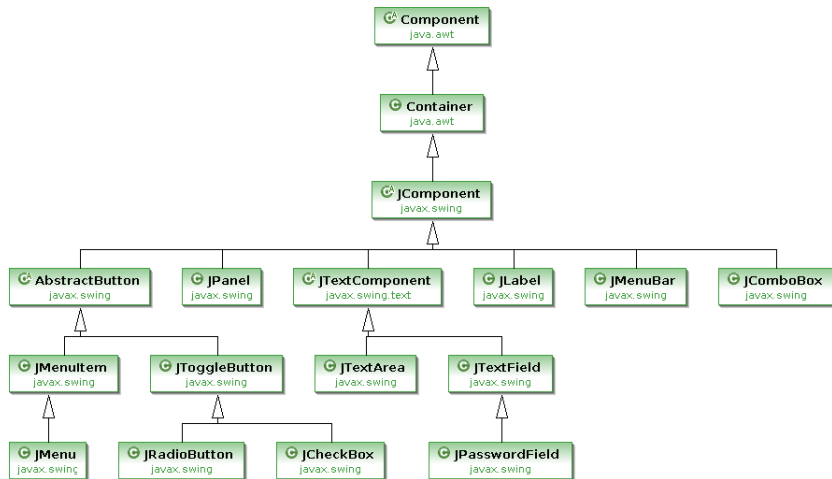 Component
java.awt
Container
java.awt
JComponent
javax.swing
AbstractButton
javax.swing
JPanel
javax.swing
JTextComponent
javax.swing.text
JLabel
javax.swing
JMenuBar
javax.swing
JComboBox
javax.swing
JMenuItem
javax.swing
JToggleButton
javax.swing
JTextArea
javax.swing
JTextField
javax.swing
JMenu
javax.swing
JRadioButton
javax.swing
JCheckBox
javax.swing
JPasswordField
javax.swing